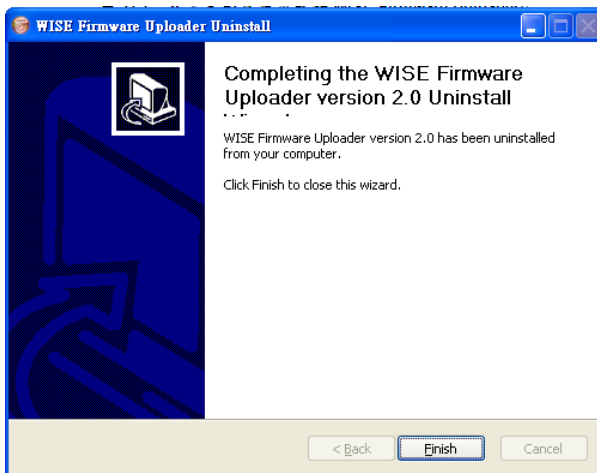 WISE Firmware Uploader Uninstall
Completing the WISE Firmware
Uploader version 2.0 Uninstall
WISE Firmware Uploader version 2.0 has been uninstalled
from your computer.
Click Finish to close this wizard.
< Back
Finish
Cancel